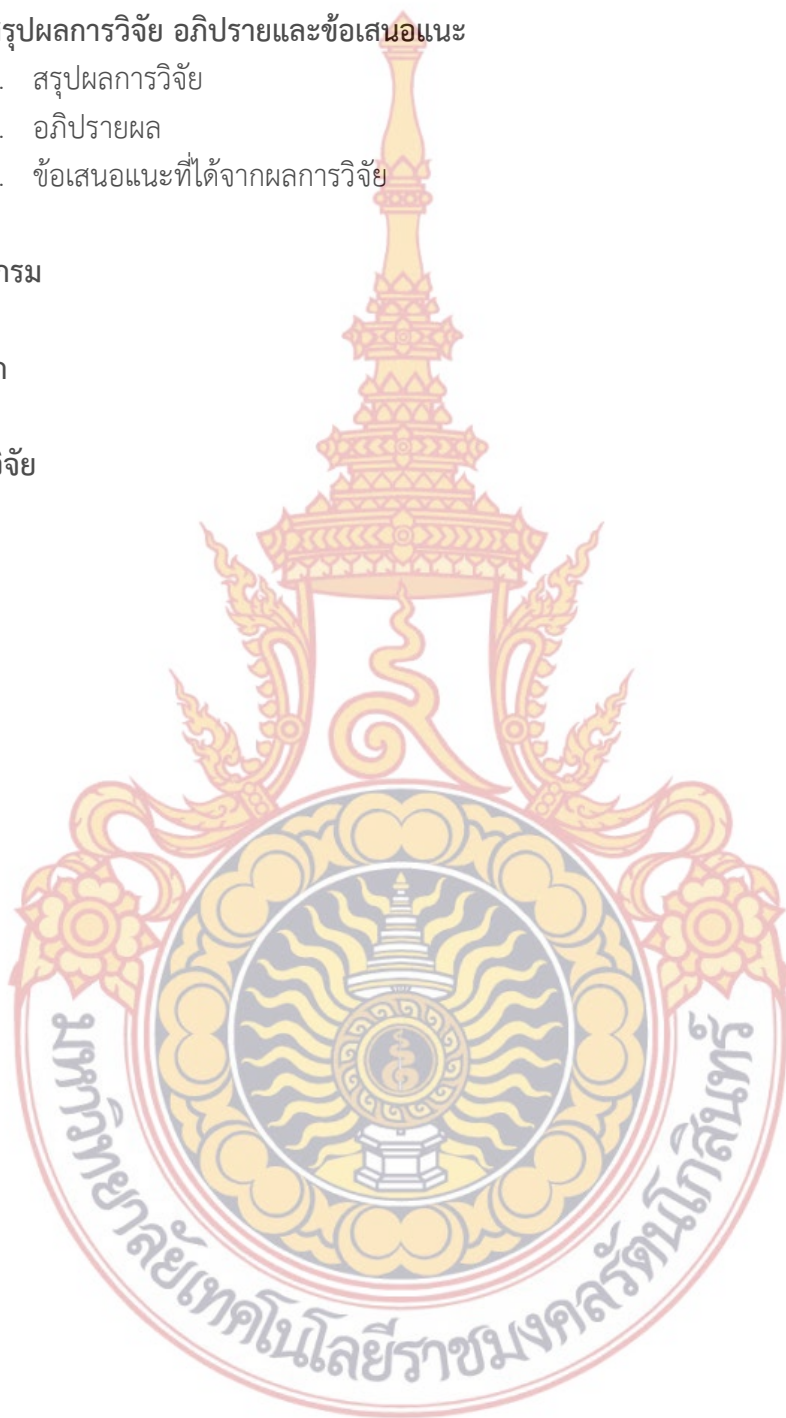 รุปผลการวิจัย อภิปรายและข้อเสนอแนะ
. สรุปผลการวิจัย
. อภิปรายผล
. ข้อเสนอแนะที่ได้จากผลการวิจัย
กรม
วิจัย
มหาวิทยาลัยเทคโนโลยีราชมงคลรัตนโกสินทร์